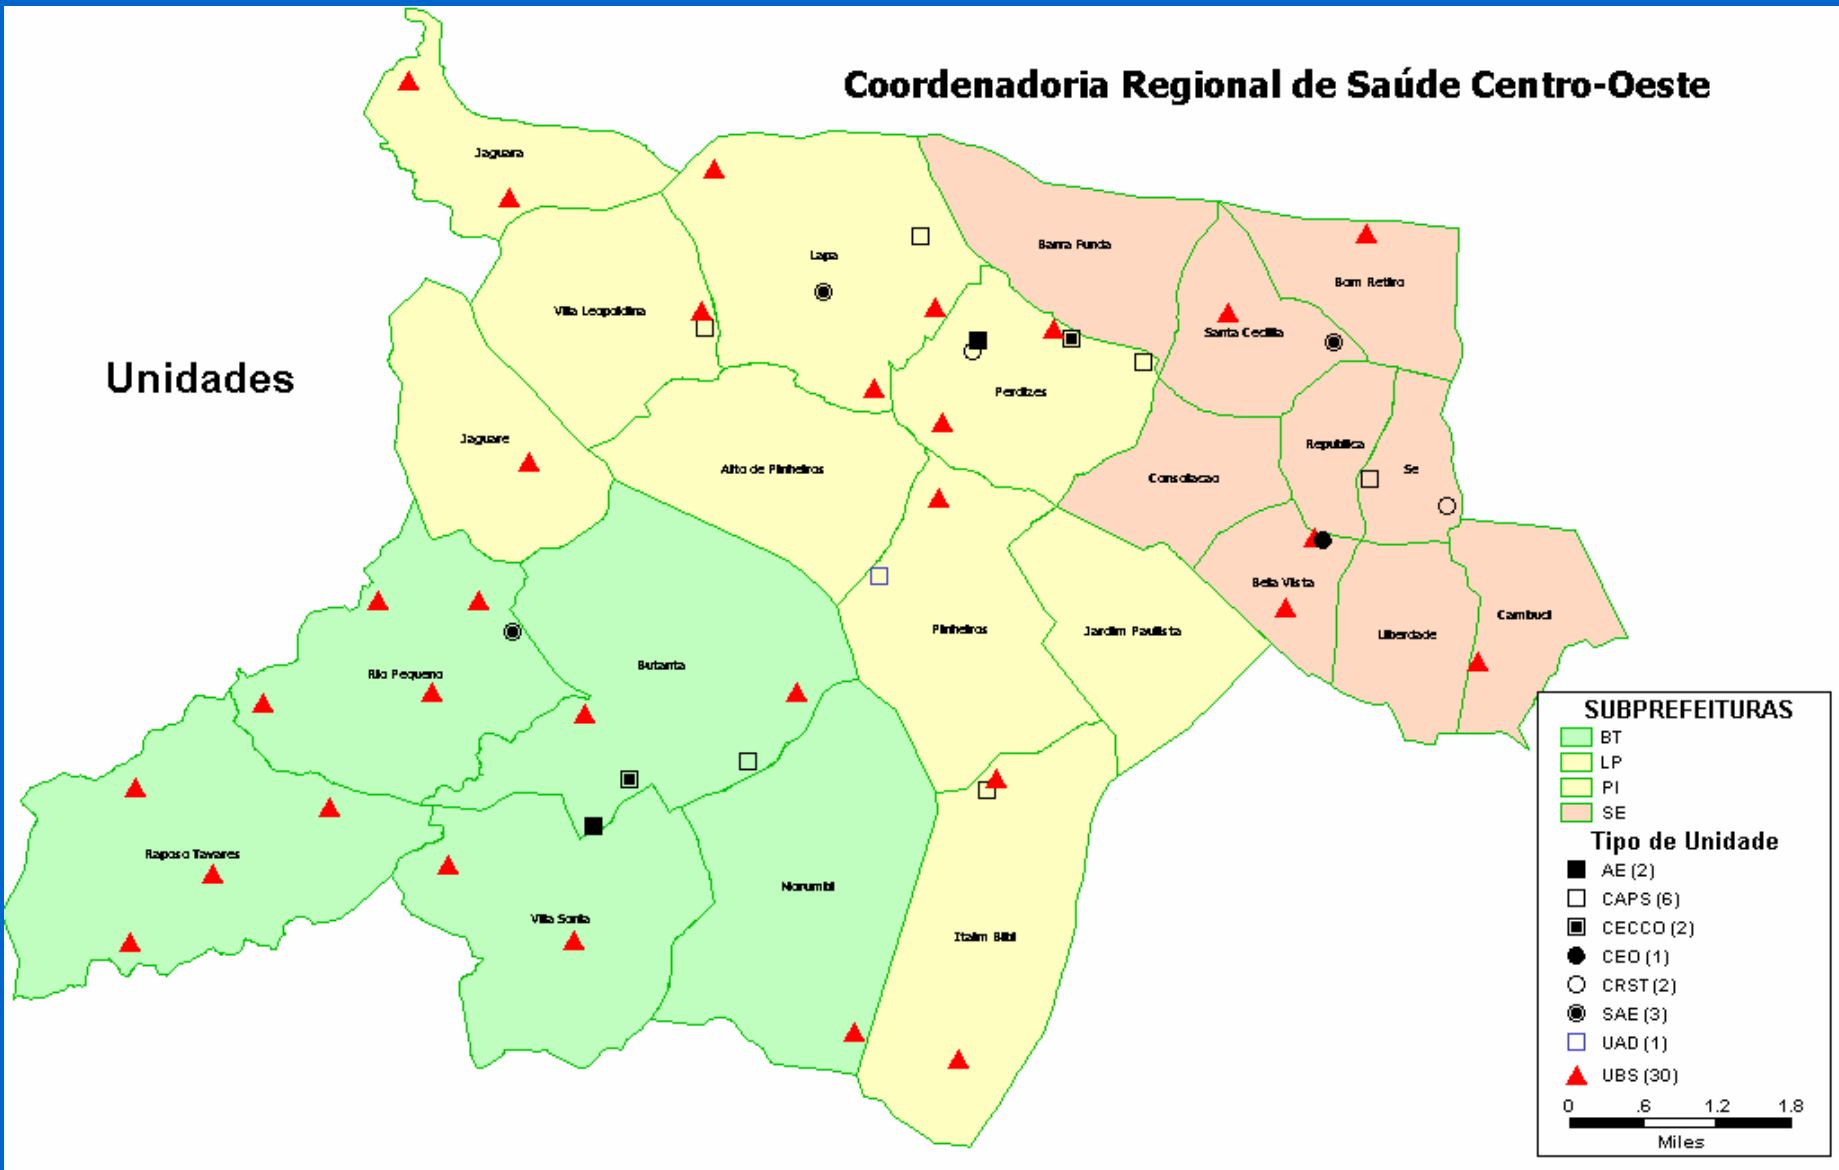 Coordenadoria Regional de Saúde Centro-Oeste
Unidades
Jaguara
Lapa
Barra Funda
Bom Retiro
Vila Leopoldina
Santa Cecilia
Perdizes
Jaguare
Alto de Pinheiros
Republica
Se
Consolacao
Bela Vista
Cambuci
Pinheiros
Jardim Paulista
Liberdade
Butanta
Rio Pequeno
Raposo Tavares
Morumbi
Vila Sonia
Itaim Bibi
SUBPREFEITURAS
BT
LP
PI
SE
Tipo de Unidade
AE (2)
CAPS (6)
CECCO (2)
CEO (1)
CRST (2)
SAE (3)
UAD (1)
UBS (30)
0 .6 1.2 1.8
Miles